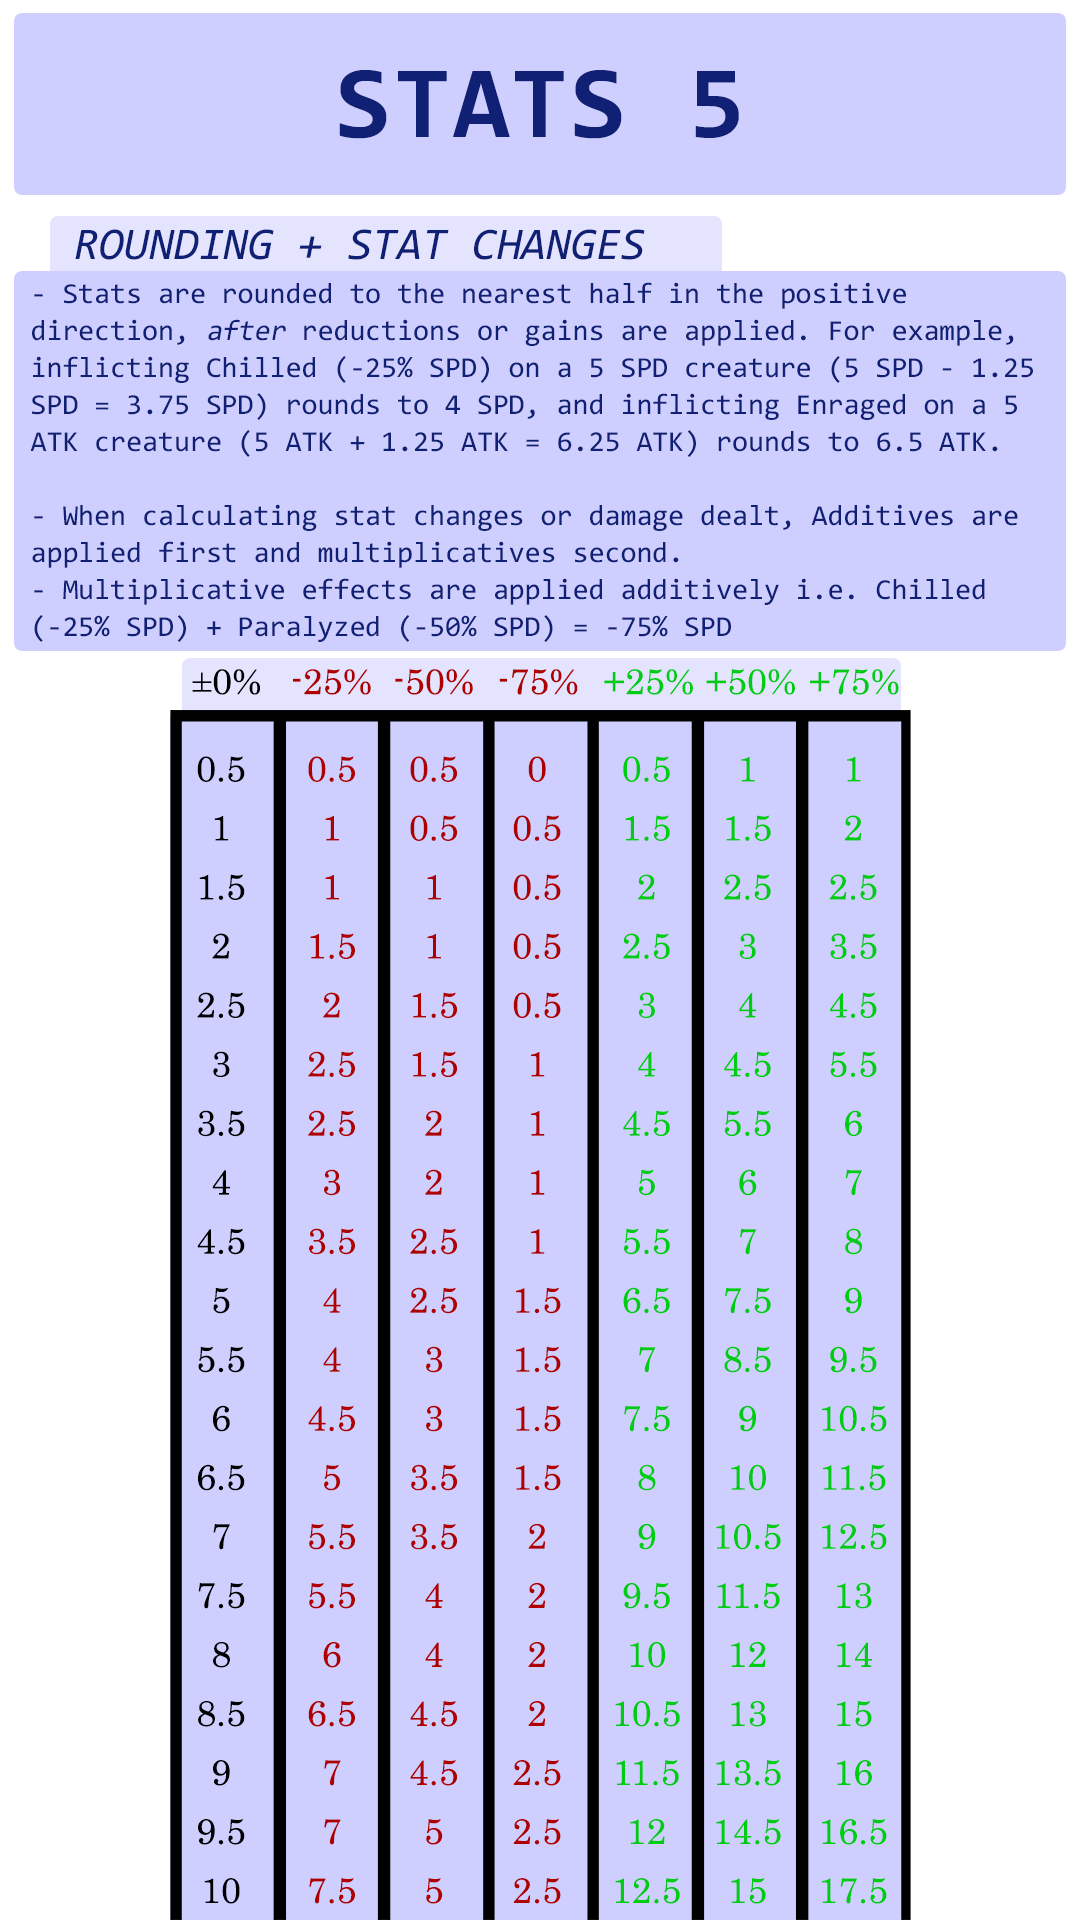 STATS 5
ROUNDING + STAT CHANGES
- Stats are rounded to the nearest half in the positive
direction, after reductions or gains are applied. For example,
inflicting Chilled (-25% SPD) on a 5 SPD creature (5 SPD - 1.25
SPD = 3.75 SPD) rounds to 4 SPD, and inflicting Enraged on a 5
ATK creature (5 ATK + 1.25 ATK = 6.25 ATK) rounds to 6.5 ATK.
- When calculating stat changes or damage dealt, Additives are
applied first and multiplicatives second.
- Multiplicative effects are applied additively i.e. Chilled
(-25% SPD) + Paralyzed (-50% SPD) = -75% SPD
±0% -25% -50% -75% +25% +50% +75%
0.5 0.5 0.5 0 0.5 1 1
1 1 0.5 0.5 1.5 1.5 2
1.5 1 1 0.5 2 2.5 2.5
2 1.5 1 0.5 2.5 3 3.5
2.5 2 1.5 0.5 3 4 4.5
3 2.5 1.5 1 4 4.5 5.5
3.5 2.5 2 1 4.5 5.5 6
4 3 2 1 5 6 7
4.5 3.5 2.5 1 5.5 7 8
5 4 2.5 1.5 6.5 7.5 9
5.5 4 3 1.5 7 8.5 9.5
6 4.5 3 1.5 7.5 9 10.5
6.5 5 3.5 1.5 8 10 11.5
7 5.5 3.5 2 9 10.5 12.5
7.5 5.5 4 2 9.5 11.5 13
8 6 4 2 10 12 14
8.5 6.5 4.5 2 10.5 13 15
9 7 4.5 2.5 11.5 13.5 16
9.5 7 5 2.5 12 14.5 16.5
10 7.5 5 2.5 12.5 15 17.5